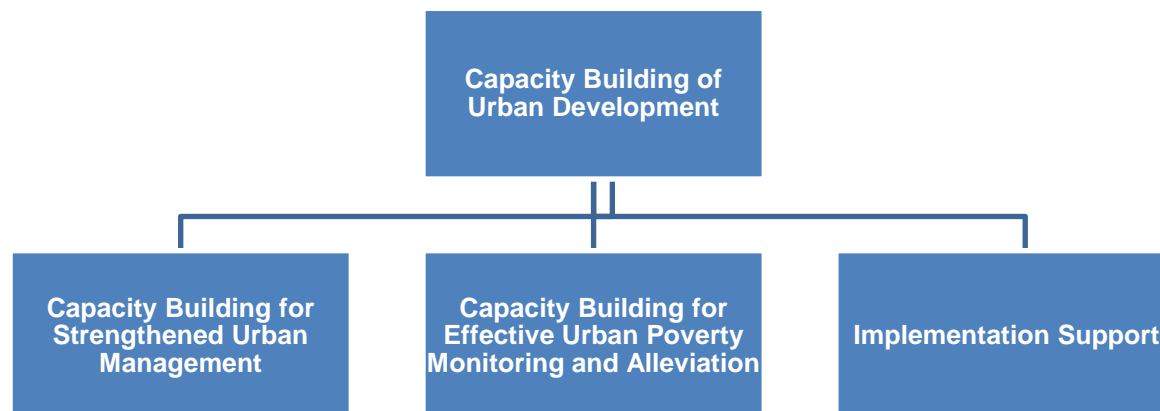 Capacity Building of
Urban Development
Capacity Building for
Strengthened Urban
Management
Capacity Building for
Effective Urban Poverty
Monitoring and Alleviation
Implementation Support